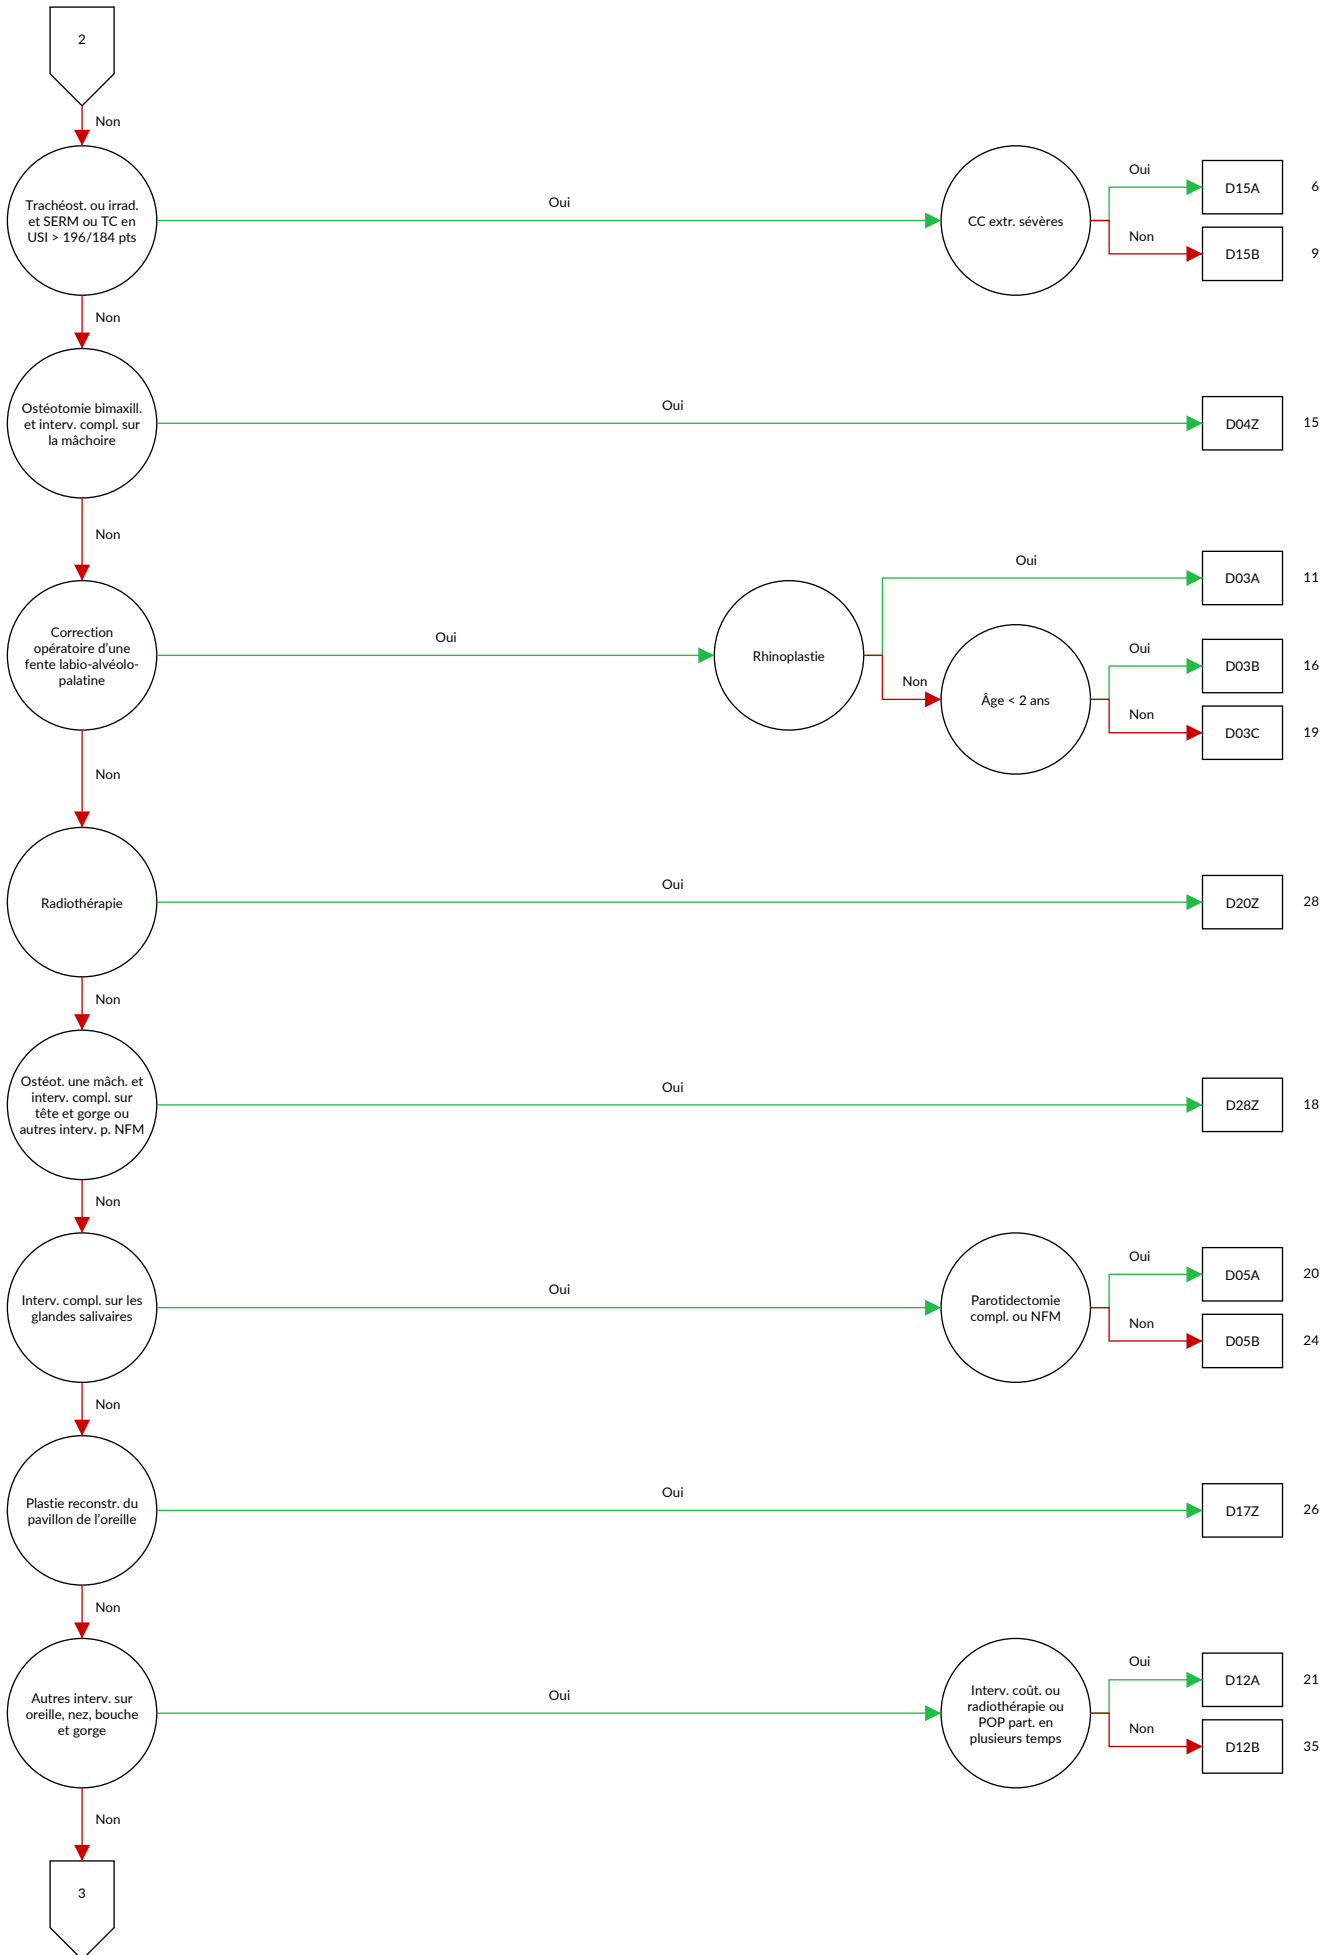 2
Non
Trachéost. ou irrad.
et SERM ou TC en
USI > 196/184 pts
Oui
CC extr. sévères
Oui
D15A
6
Non
D15B
9
Non
Ostéotomie bimaxill.
et interv. compl. sur
la mâchoire
Oui
D04Z
15
Non
Correction
opératoire d'une
fente labio-alvéolo-
palatine
Oui
Rhinoplastie
Oui
D03A
11
Non
Âge < 2 ans
Oui
D03B
16
Non
D03C
19
Non
Radiothérapie
Oui
D20Z
28
Non
Ostéot. une mâch. et
interv. compl. sur
tête et gorge ou
autres interv. p. NFM
Oui
D28Z
18
Non
Interv. compl. sur les
glandes salivaires
Oui
Parotidectomie
compl. ou NFM
Oui
D05A
20
Non
D05B
24
Non
Plastie reconstr. du
pavillon de l'oreille
Oui
D17Z
26
Non
Autres interv. sur
oreille, nez, bouche
et gorge
Oui
Interv. coût. ou
radiothérapie ou
POP part. en
plusieurs temps
Oui
D12A
21
Non
D12B
35
Non
3